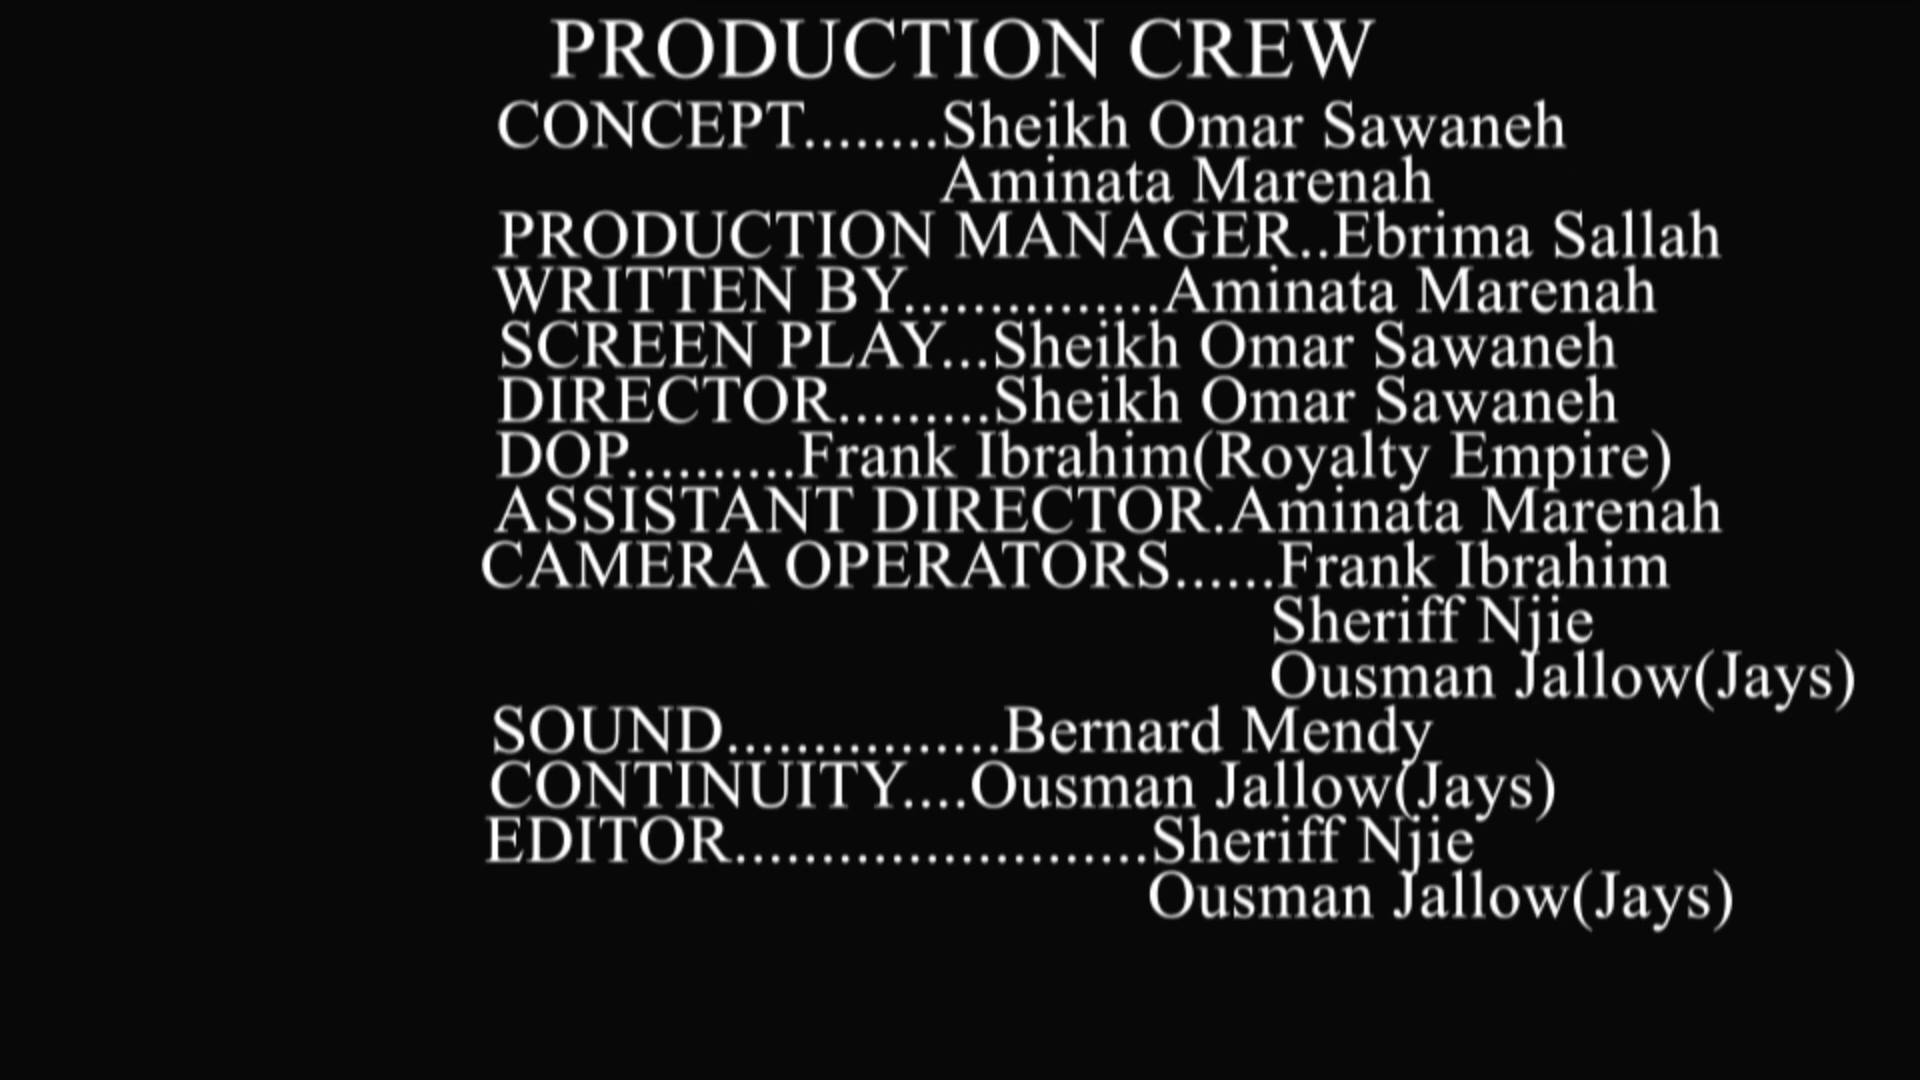 PRODUCTION CREW
CONCEPT........Sheikh Omar Sawaneh
Aminata Marenah
PRODUCTION MANAGER..Ebrima Sallah
WRITTEN BY...............Aminata Marenah
SCREEN PLAY...Sheikh Omar Sawaneh
DIRECTOR.........Sheikh Omar Sawaneh
DOP..........Frank Ibrahim(Royalty Empire)
ASSISTANT DIRECTOR.Aminata Marenah
CAMERA OPERATORS......Frank Ibrahim
Sheriff Njie
Ousman Jallow(Jays)
SOUND................Bernard Mendy
CONTINUITY....Ousman Jallow(Jays)
EDITOR........................Sheriff Njie
Ousman Jallow(Jays)